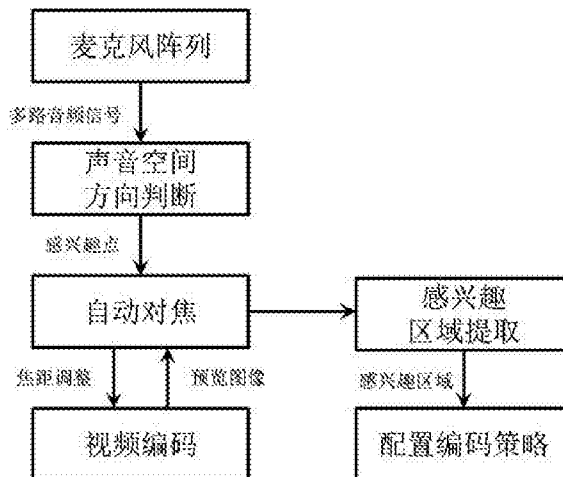 麦克风阵列
多路音频信号
声音空间
方向判断
感兴趣点
自动对焦
感兴趣
区域提取
焦距调整
预览图像
感兴趣区域
视频编码
配置编码策略